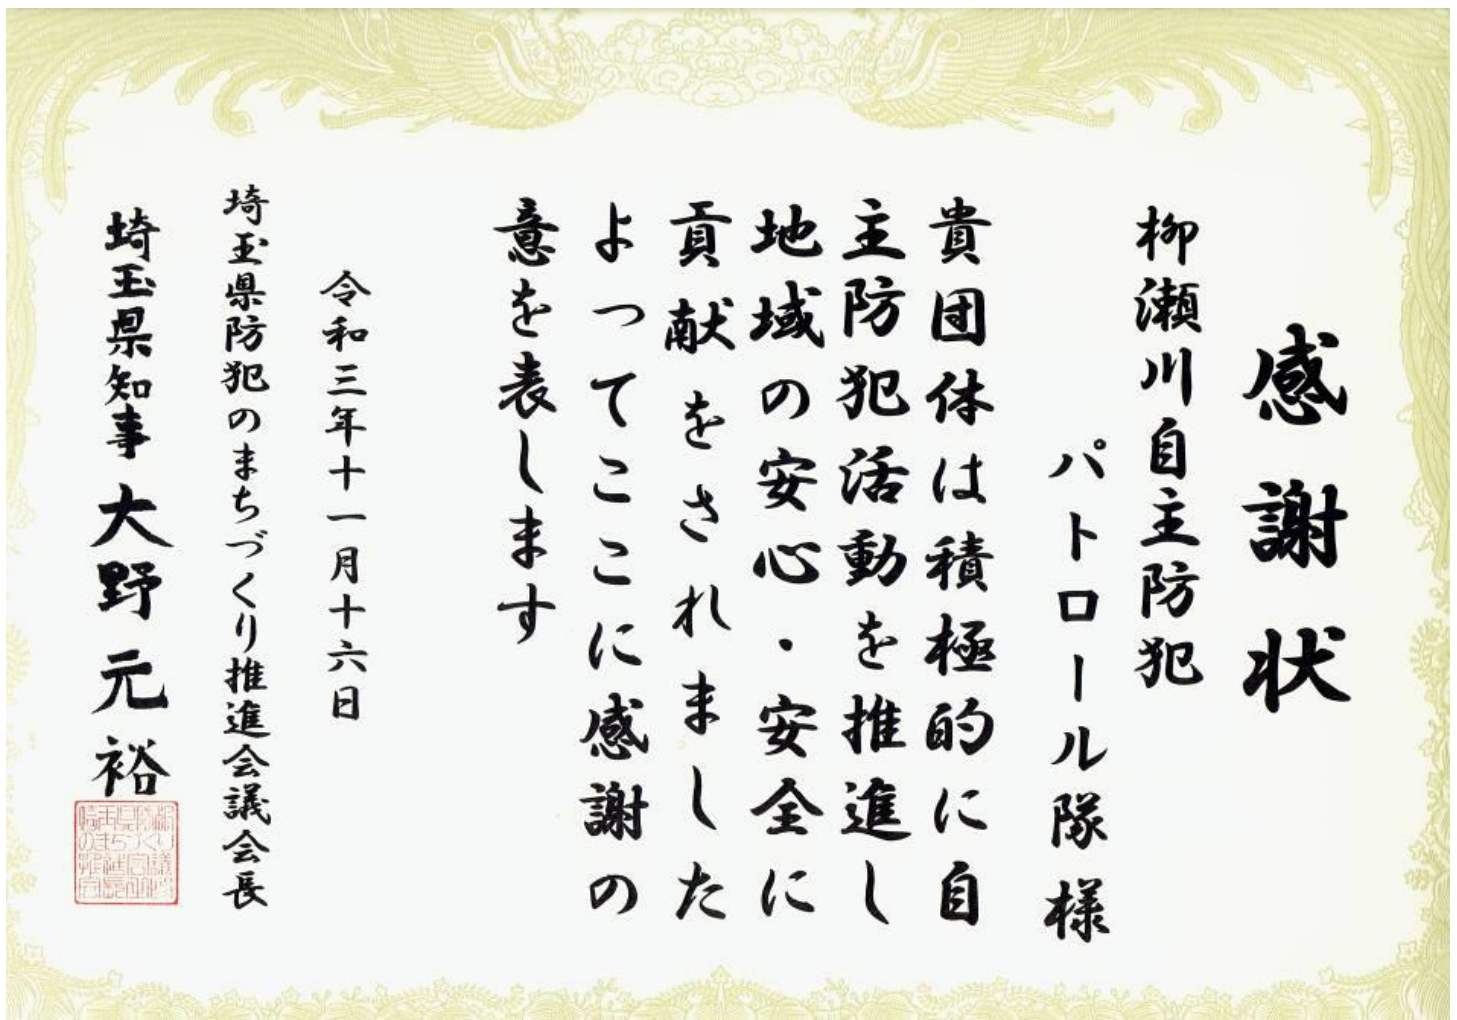 感謝状
柳瀬川自主防犯
パトロール隊様
貴団体は積極的に自
主防犯活動を推進し
地域の安心・安全に
貢献をされました
よってここに感謝の
意を表します
令和三年十一月十六日
埼玉県防犯のまちづくり推進会議会長
埼玉県知事 大野元裕